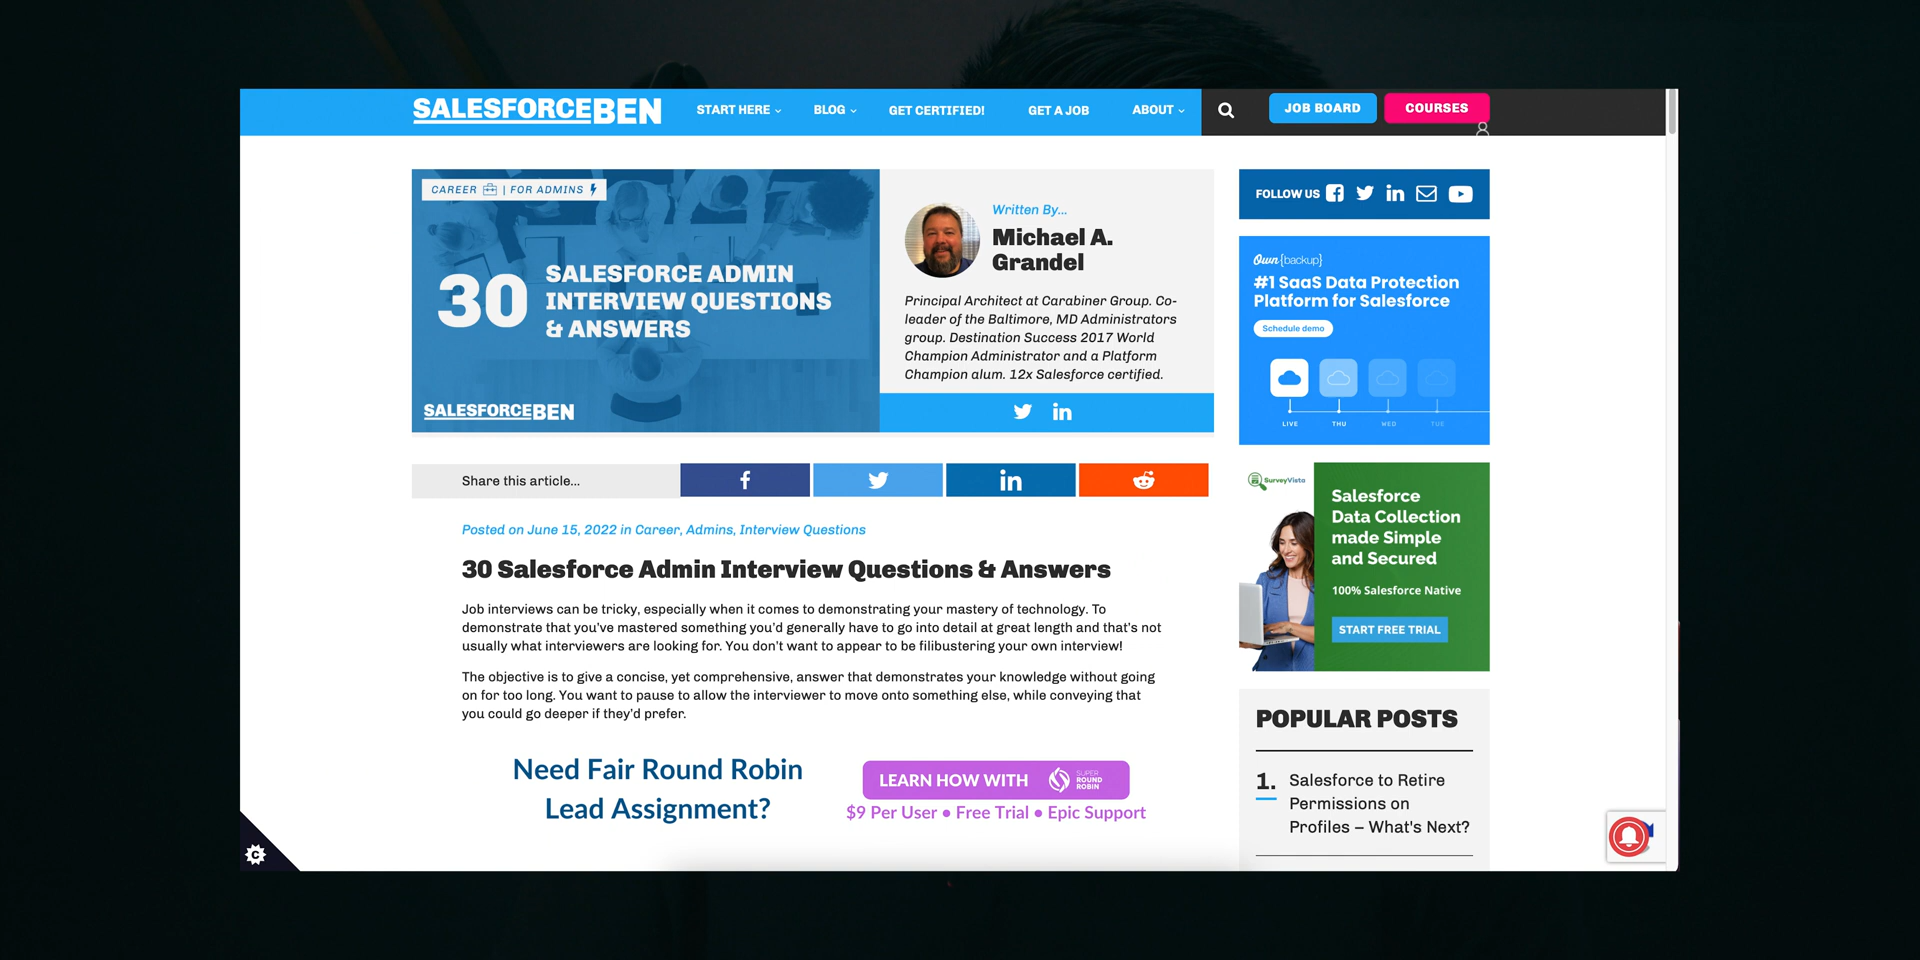 SALESFORCEBEN
START HERE
BLOG
GET CERTIFIED!
GET A JOB
ABOUT
JOB BOARD
COURSES
CAREER | FOR ADMINS
30
SALESFORCE ADMIN
INTERVIEW QUESTIONS
& ANSWERS
SALESFORCEBEN
Written By...
Michael A.
Grandel
Principal Architect at Carabiner Group. Co-
leader of the Baltimore, MD Administrators
group. Destination Success 2017 World
Champion Administrator and a Platform
Champion alum. 12x Salesforce certified.
Share this article...
Posted on June 15, 2022 in Career, Admins, Interview Questions
30 Salesforce Admin Interview Questions & Answers
Job interviews can be tricky, especially when it comes to demonstrating your mastery of technology. To
demonstrate that you've mastered something you'd generally have to go into detail at great length and that's not
usually what interviewers are looking for. You don't want to appear to be filibustering your own interview!
The objective is to give a concise, yet comprehensive, answer that demonstrates your knowledge without going
on for too long. You want to pause to allow the interviewer to move onto something else, while conveying that
you could go deeper if they'd prefer.
Need Fair Round Robin
Lead Assignment?
LEARN HOW WITH
SUPER
ROUND
ROBIN
$9 Per User • Free Trial • Epic Support
FOLLOW US
Own{backup}
#1 SaaS Data Protection
Platform for Salesforce
Schedule demo
LIVE
THU
WED
TUE
SurveyVista
Salesforce
Data Collection
made Simple
and Secured
100% Salesforce Native
START FREE TRIAL
POPULAR POSTS
1. Salesforce to Retire
Permissions on
Profiles – What's Next?